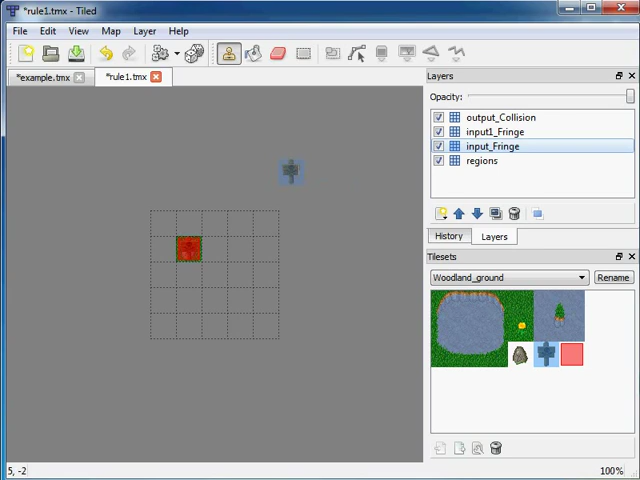 *rule1.tmx - Tiled
File Edit View Map Layer Help
*example.tmx *rule1.tmx
Layers
Opacity:
output_Collision
input1_Fringe
input_Fringe
regions
History Layers
Tilesets
Woodland_ground Rename
5, -2 100%